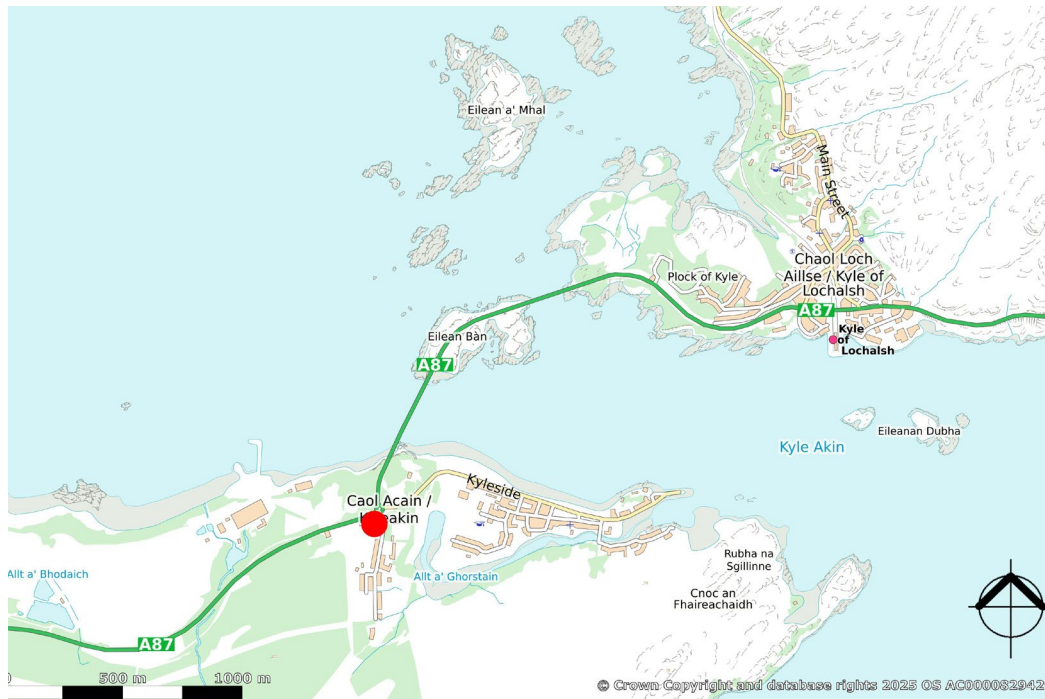 Eilean a' Mhal
Main Street
Chaol Loch
Aillse / Kyle of
Lochalsh
Plock of Kyle
A87
Kyle
of
Lochalsh
Eilean Bàn
A87
Eileanan Dubha
Kyle Akin
Kyleside
Caol Acain /
Rubha na
Sgillinne
Allt a' Bhodaich
Allt a' Ghorstain
Cnoc an
Fhaireachaidh
A87
0 500 m 1000 m
© Crown Copyright and database rights 2025 OS AC000082942